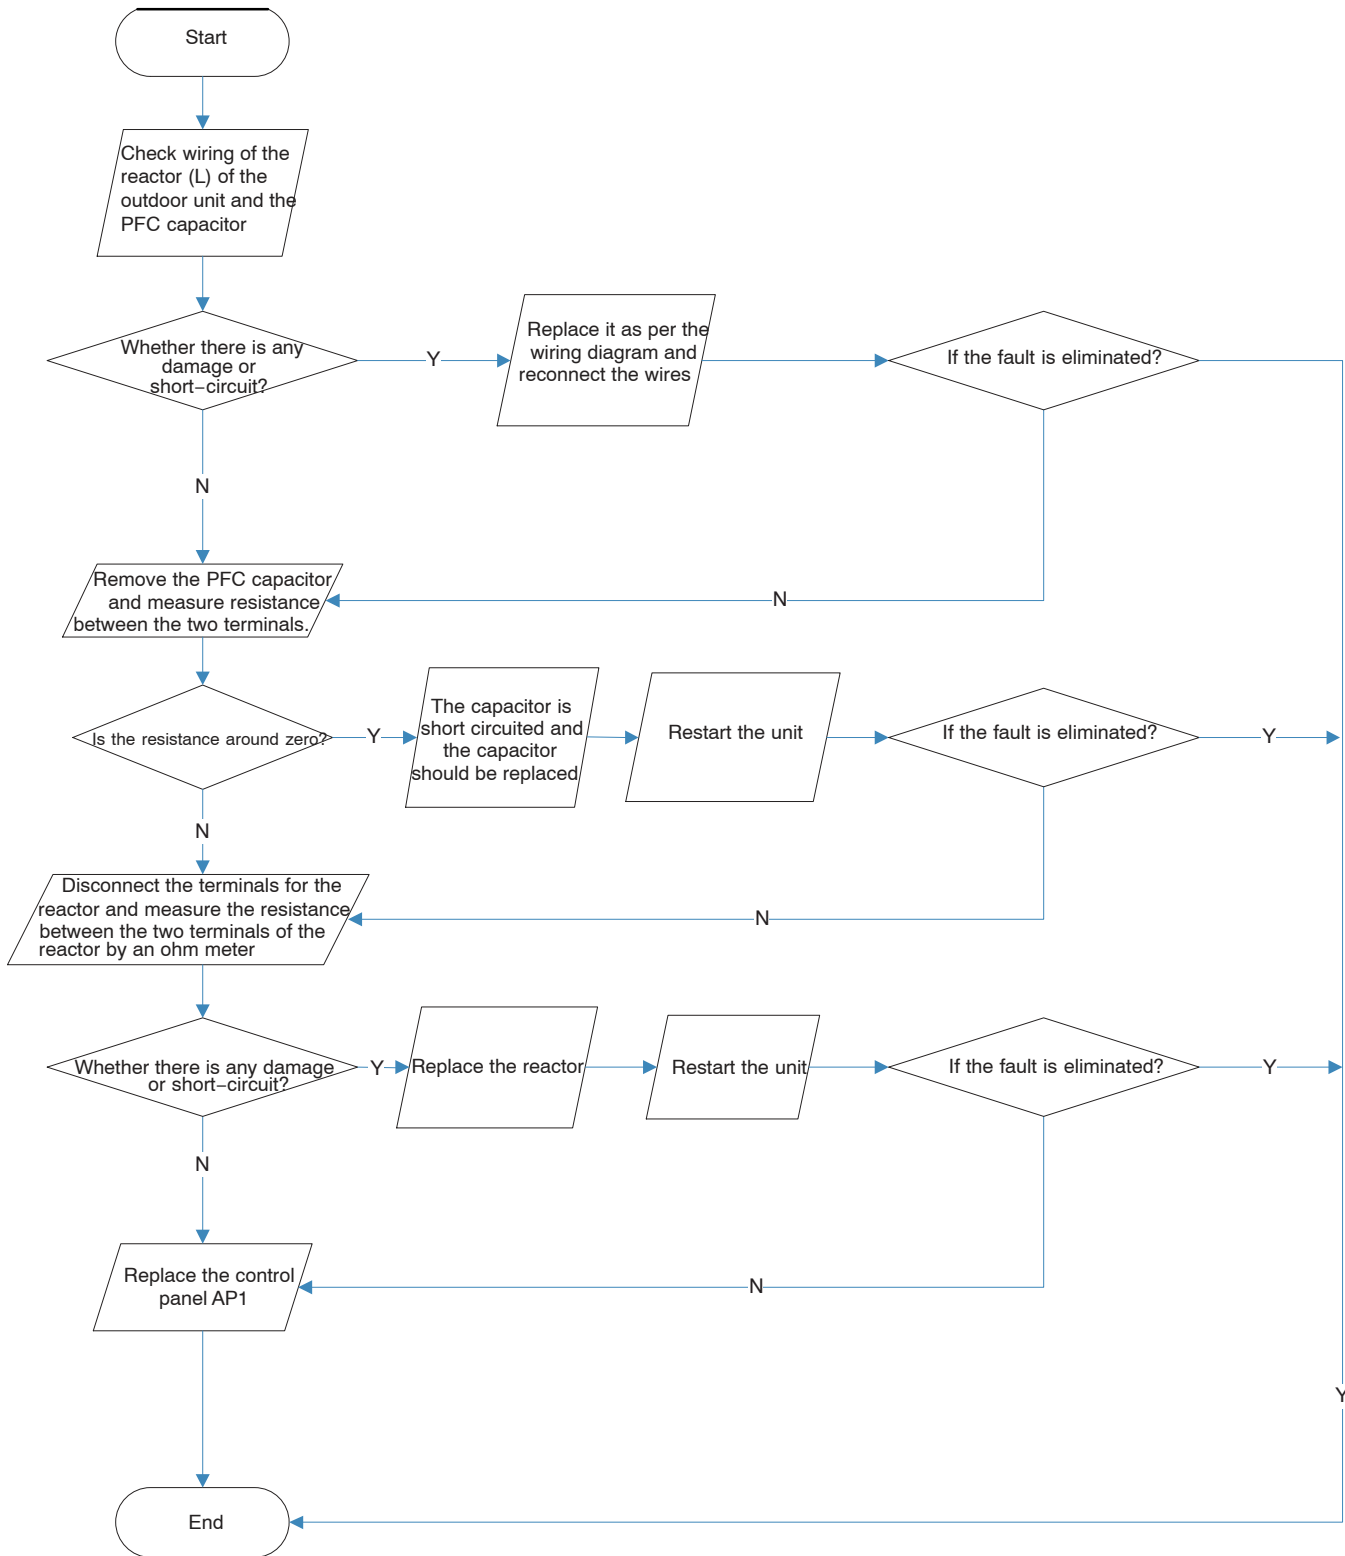 Start
Check wiring of the
reactor (L) of the
outdoor unit and the
PFC capacitor
Whether there is any
damage or
short−circuit?
Y
Replace it as per the
wiring diagram and
reconnect the wires
If the fault is eliminated?
N
Remove the PFC capacitor
and measure resistance
between the two terminals.
N
Is the resistance around zero?
Y
The capacitor is
short circuited and
the capacitor
should be replaced
Restart the unit
If the fault is eliminated?
Y
N
Disconnect the terminals for the
reactor and measure the resistance
between the two terminals of the
reactor by an ohm meter
N
Whether there is any damage
or short−circuit?
Y
Replace the reactor
Restart the unit
If the fault is eliminated?
Y
N
Replace the control
panel AP1
N
Y
End